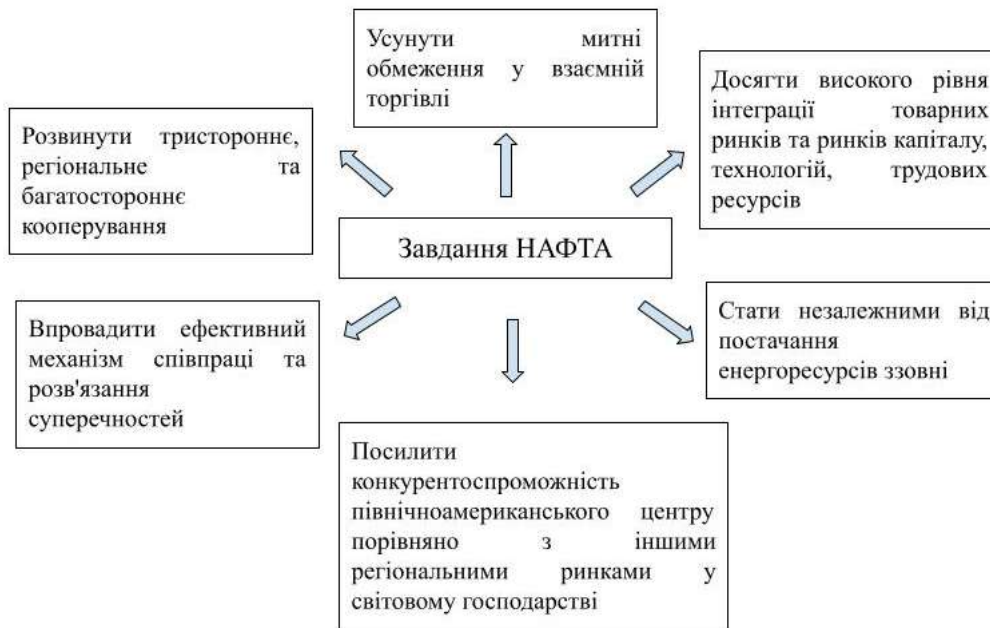 Усунути митні
обмеження у взаємній
торгівлі
Розвинути тристороннє,
регіональне та
багатостороннє
кооперування
Досягти високого рівня
інтеграції товарних
ринків та ринків капіталу,
технологій, трудових
ресурсів
Завдання НАФТА
Впровадити ефективний
механізм співпраці та
розв'язання
суперечностей
Стати незалежними від
постачання
енергоресурсів ззовні
Посилити
конкурентоспроможність
північноамериканського центру
порівняно з іншими
регіональними ринками у
світовому господарстві